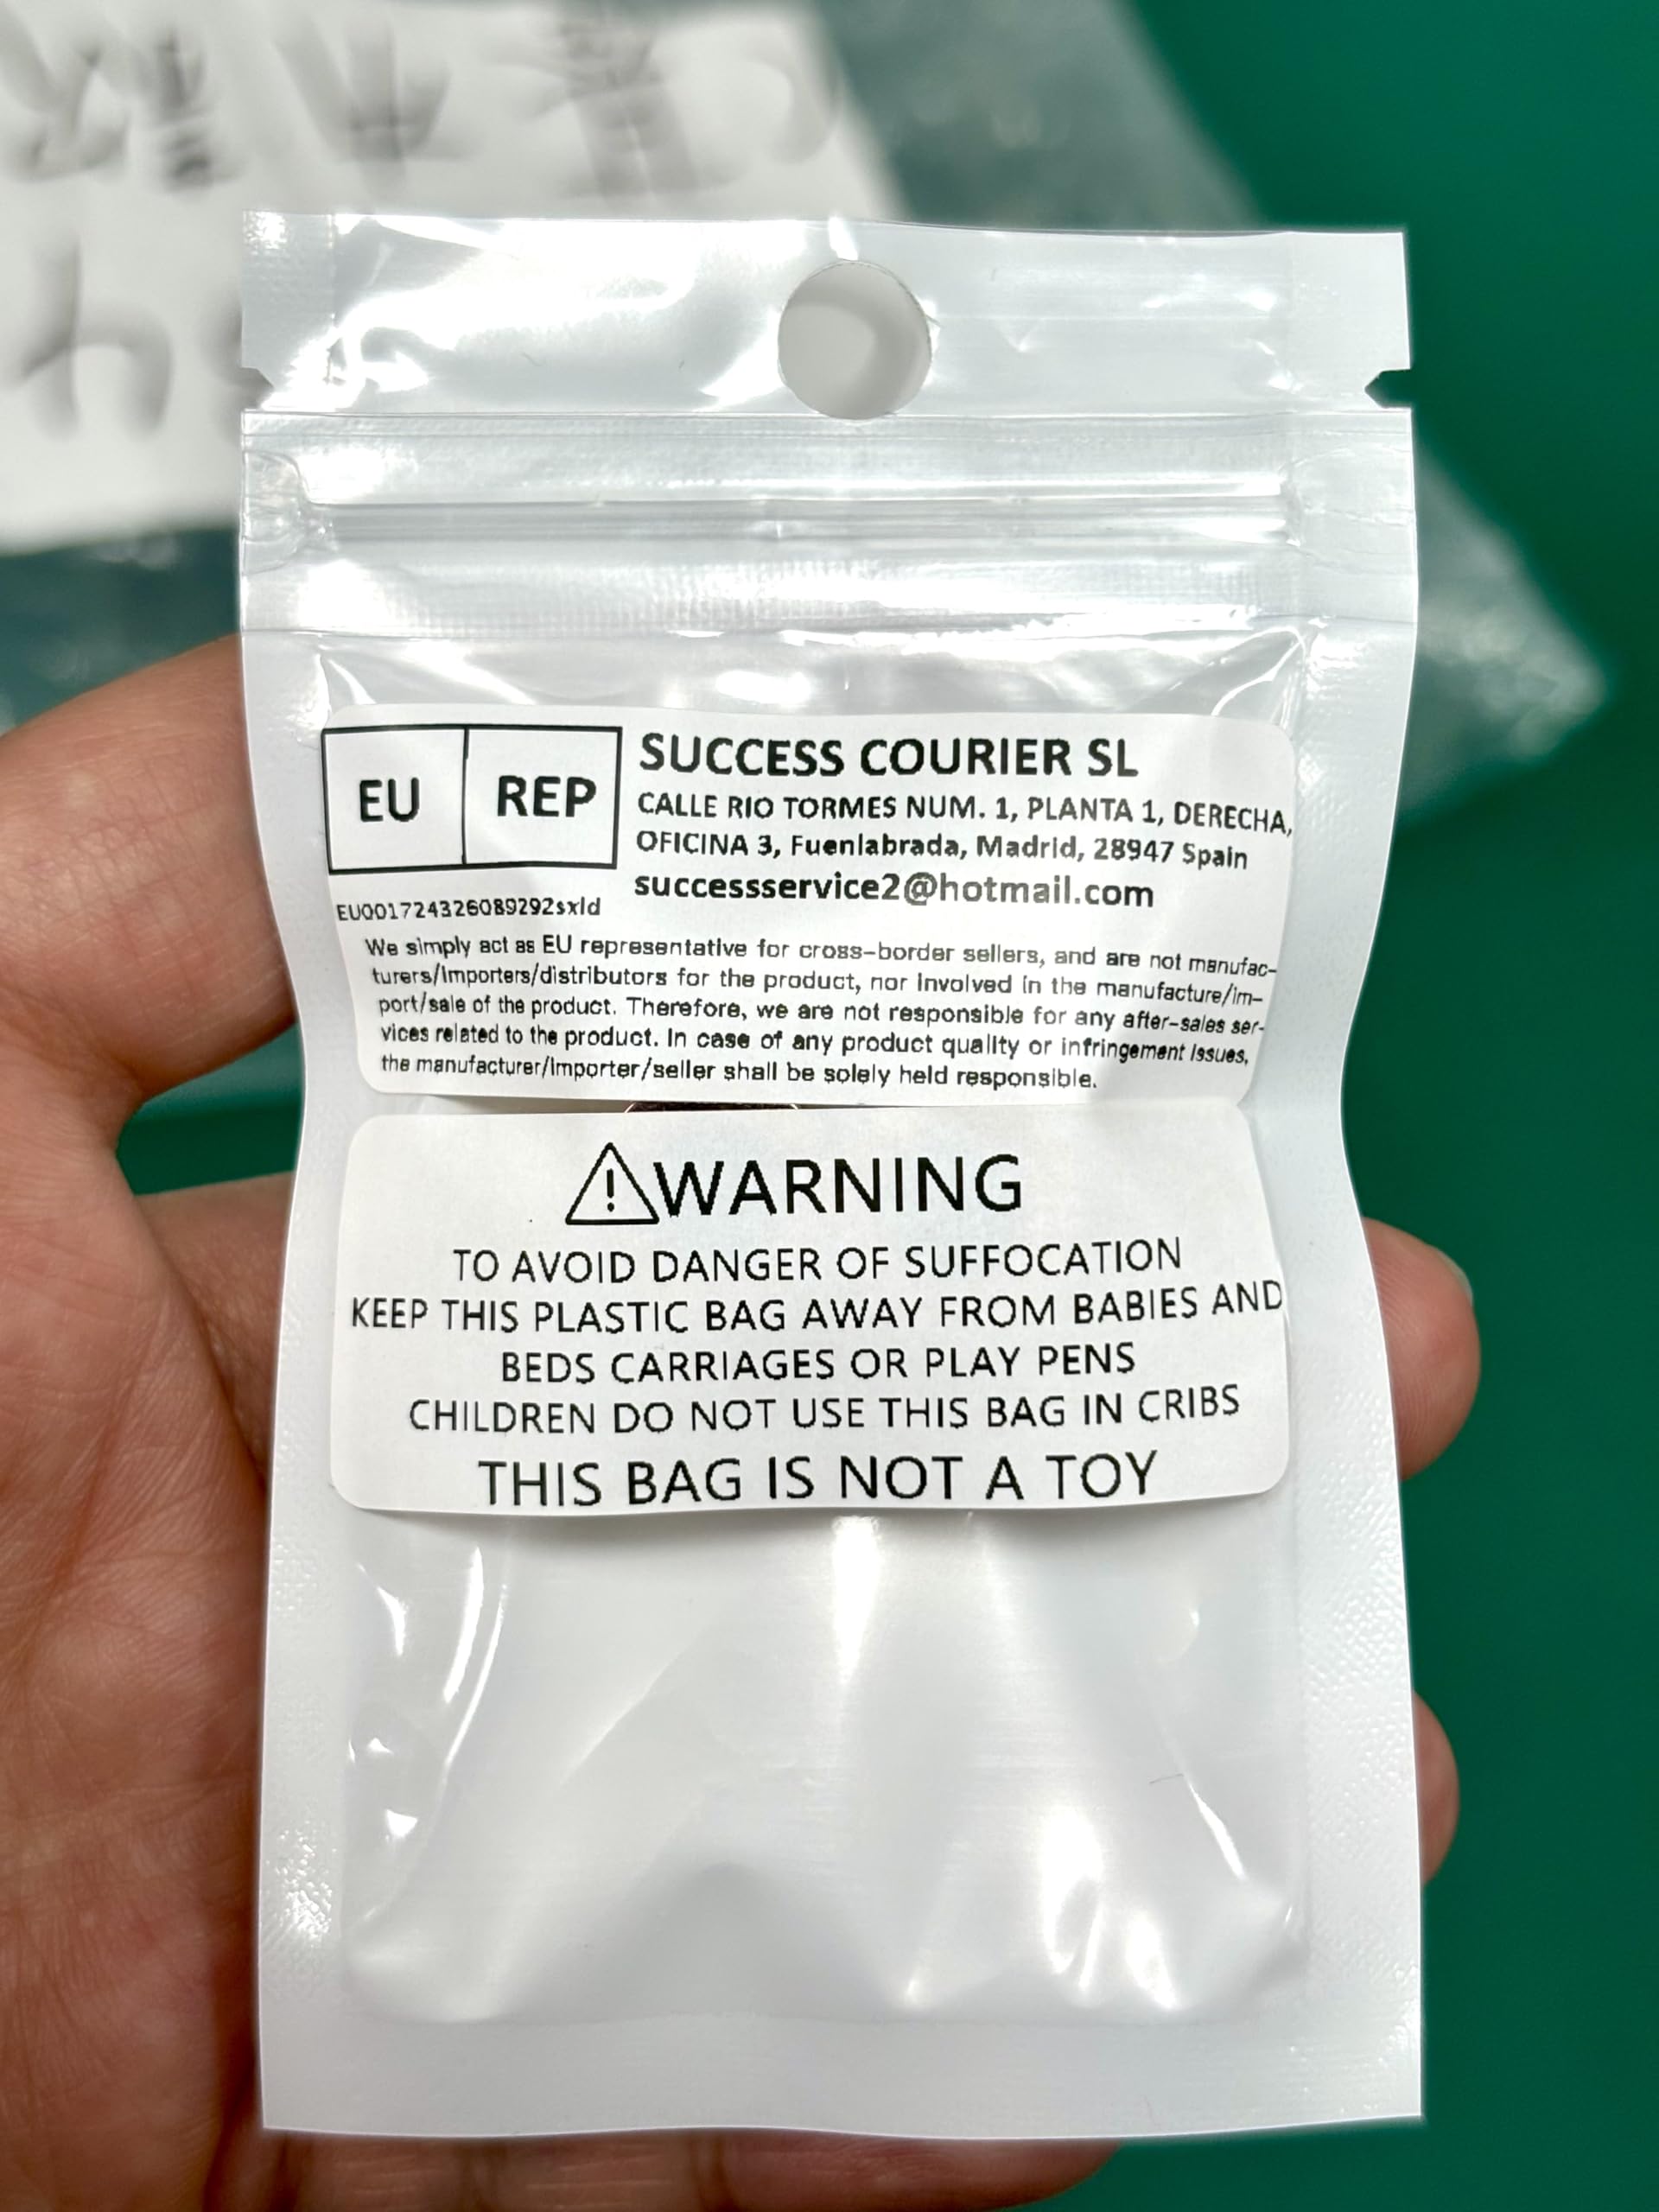 EU REP
SUCCESS COURIER SL
CALLE RIO TORMES NUM. 1, PLANTA 1, DERECHA,
OFICINA 3, Fuenlabrada, Madrid, 28947 Spain
successservice2@hotmail.com
EU001724326089292sxld
We simply act as EU representative for cross-border sellers, and are not manufac-
turers/importers/distributors for the product, nor involved in the manufacture/im-
port/sale of the product. Therefore, we are not responsible for any after-sales ser-
vices related to the product. In case of any product quality or infringement issues,
the manufacturer/importer/seller shall be solely held responsible.
WARNING
TO AVOID DANGER OF SUFFOCATION
KEEP THIS PLASTIC BAG AWAY FROM BABIES AND
BEDS CARRIAGES OR PLAY PENS
CHILDREN DO NOT USE THIS BAG IN CRIBS
THIS BAG IS NOT A TOY